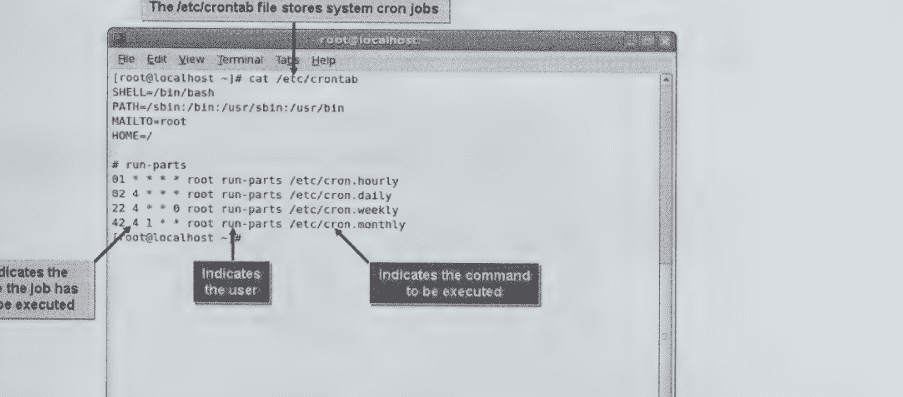 The /etc/crontab file stores system cron jobs
root@localhost:~
File Edit View Terminal Tabs Help
[root@localhost ~]# cat /etc/crontab
SHELL=/bin/bash
PATH=/sbin:/bin:/usr/sbin:/usr/bin
MAILTO=root
HOME=/
# run-parts
01 * * * * root run-parts /etc/cron.hourly
02 4 * * * root run-parts /etc/cron.daily
22 4 * * 0 root run-parts /etc/cron.weekly
42 4 1 * * root run-parts /etc/cron.monthly
[root@localhost ~]#
dicates the
e the job has
be executed
Indicates
the user
Indicates the command
to be executed